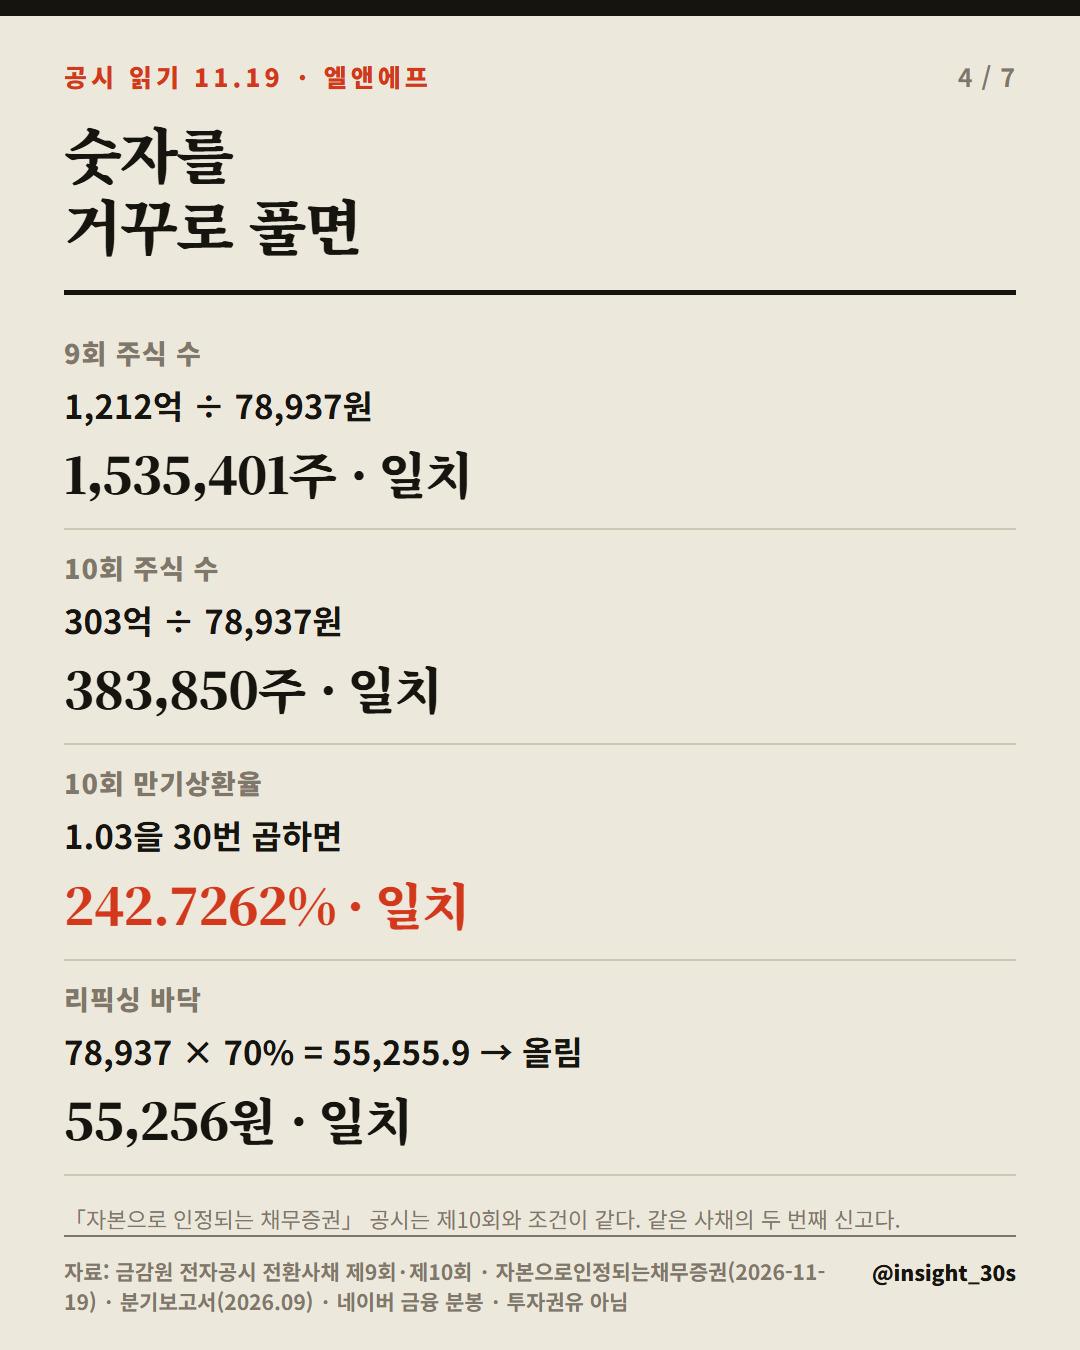 공시 읽기 11.19 · 엘앤에프
4 / 7
숫자를
거꾸로 풀면
9회 주식 수
1,212억 ÷ 78,937원
1,535,401주 · 일치
10회 주식 수
303억 ÷ 78,937원
383,850주 · 일치
10회 만기상환율
1.03을 30번 곱하면
242.7262% · 일치
리픽싱 바닥
78,937 × 70% = 55,255.9 → 올림
55,256원 · 일치
「자본으로 인정되는 채무증권」 공시는 제10회와 조건이 같다. 같은 사채의 두 번째 신고다.
자료: 금감원 전자공시 전환사채 제9회·제10회 · 자본으로인정되는채무증권(2026-11-
19) · 분기보고서(2026.09) · 네이버 금융 분봉 · 투자권유 아님
@insight_30s